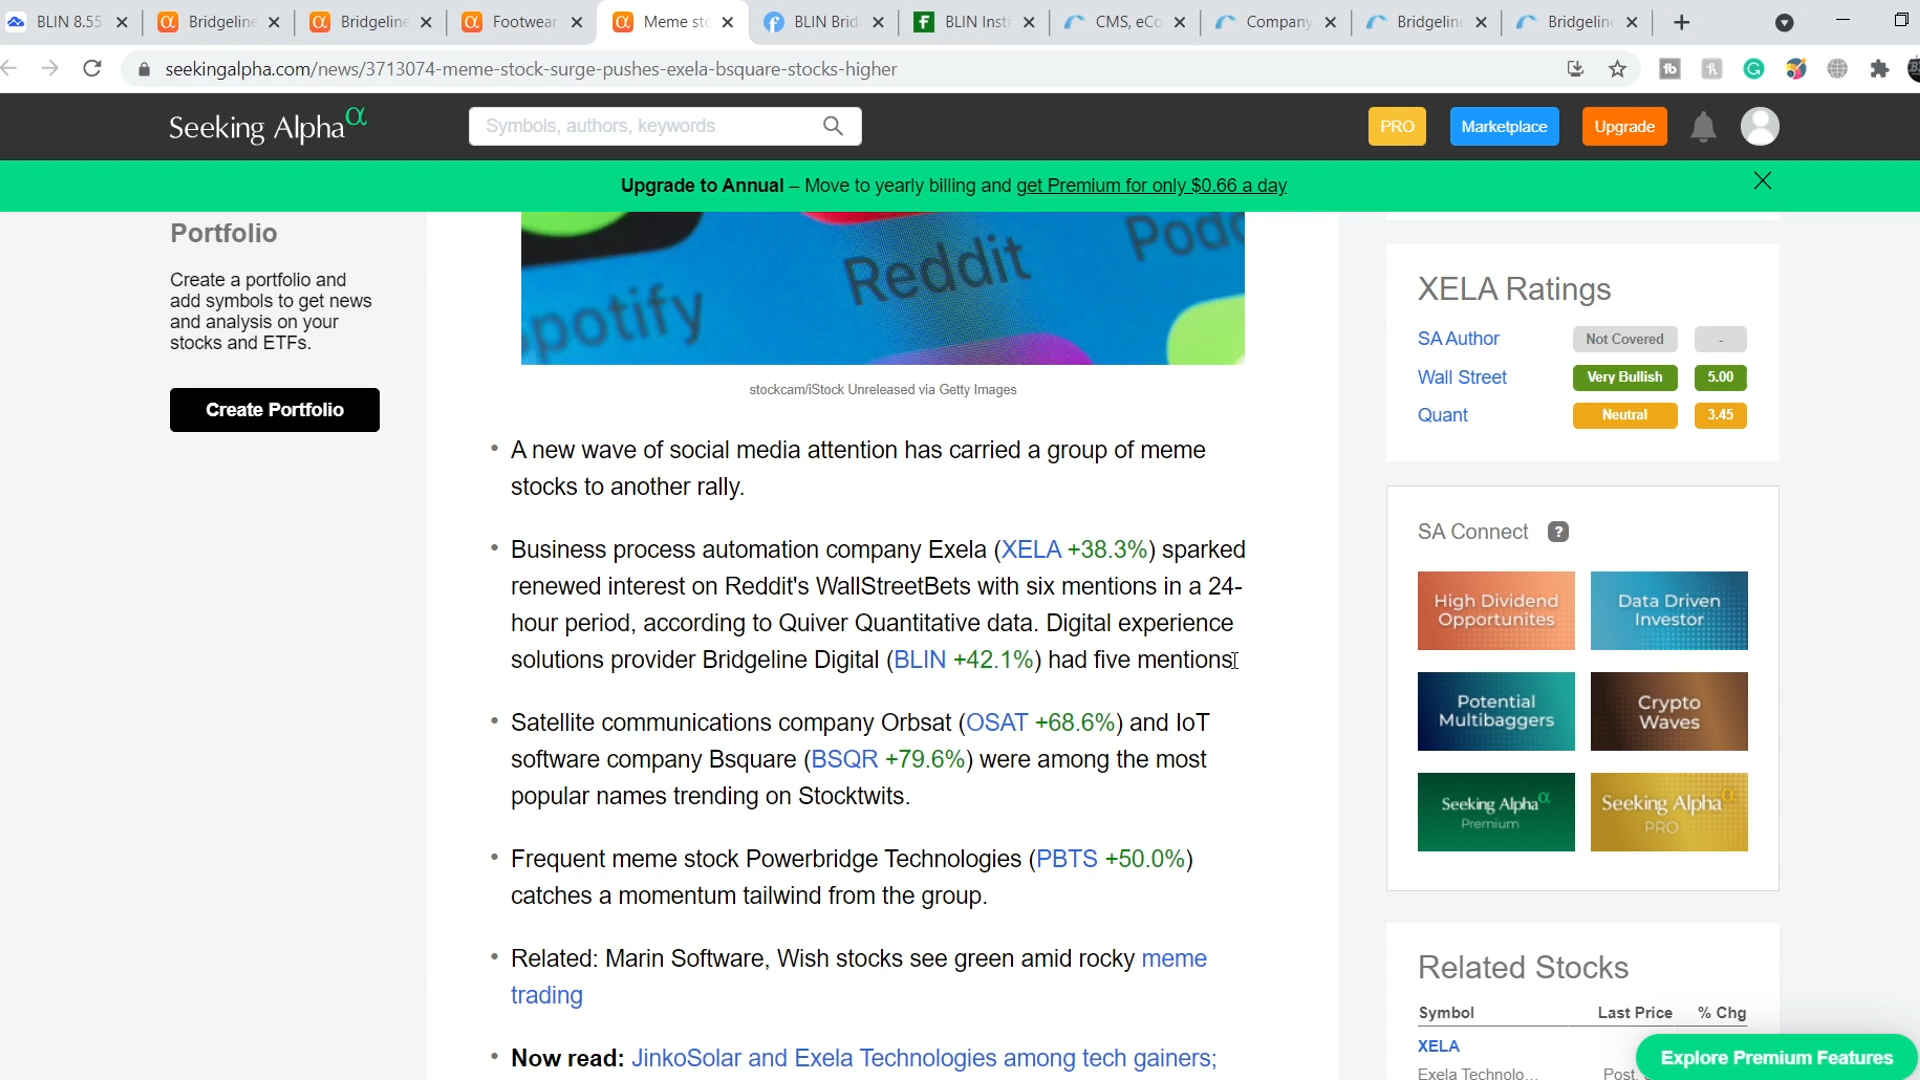 BLIN 8.55
Bridgeline
Bridgeline
Footwear
Meme sto
BLIN Brid
BLIN Insti
CMS, eCo
Company
Bridgeline
Bridgeline
seekingalpha.com/news/3713074-meme-stock-surge-pushes-exela-bsquare-stocks-higher
Seeking Alpha α
Symbols, authors, keywords
PRO
Marketplace
Upgrade
Upgrade to Annual – Move to yearly billing and get Premium for only $0.66 a day
Portfolio
Create a portfolio and
add symbols to get news
and analysis on your
stocks and ETFs.
Create Portfolio
Spotify
Reddit
Podc
stockcam/iStock Unreleased via Getty Images
• A new wave of social media attention has carried a group of meme
stocks to another rally.
• Business process automation company Exela (XELA +38.3%) sparked
renewed interest on Reddit's WallStreetBets with six mentions in a 24-
hour period, according to Quiver Quantitative data. Digital experience
solutions provider Bridgeline Digital (BLIN +42.1%) had five mentions.
• Satellite communications company Orbsat (OSAT +68.6%) and IoT
software company Bsquare (BSQR +79.6%) were among the most
popular names trending on Stocktwits.
• Frequent meme stock Powerbridge Technologies (PBTS +50.0%)
catches a momentum tailwind from the group.
• Related: Marin Software, Wish stocks see green amid rocky meme
trading
• Now read: JinkoSolar and Exela Technologies among tech gainers;
XELA Ratings
SA Author Not Covered -
Wall Street Very Bullish 5.00
Quant Neutral 3.45
SA Connect ?
High Dividend
Opportunites
Data Driven
Investor
Potential
Multibaggers
Crypto
Waves
Seeking Alpha α
Premium
Seeking Alpha α
PRO
Related Stocks
Symbol Last Price % Chg
XELA
Exela Technolo... Post.
Explore Premium Features